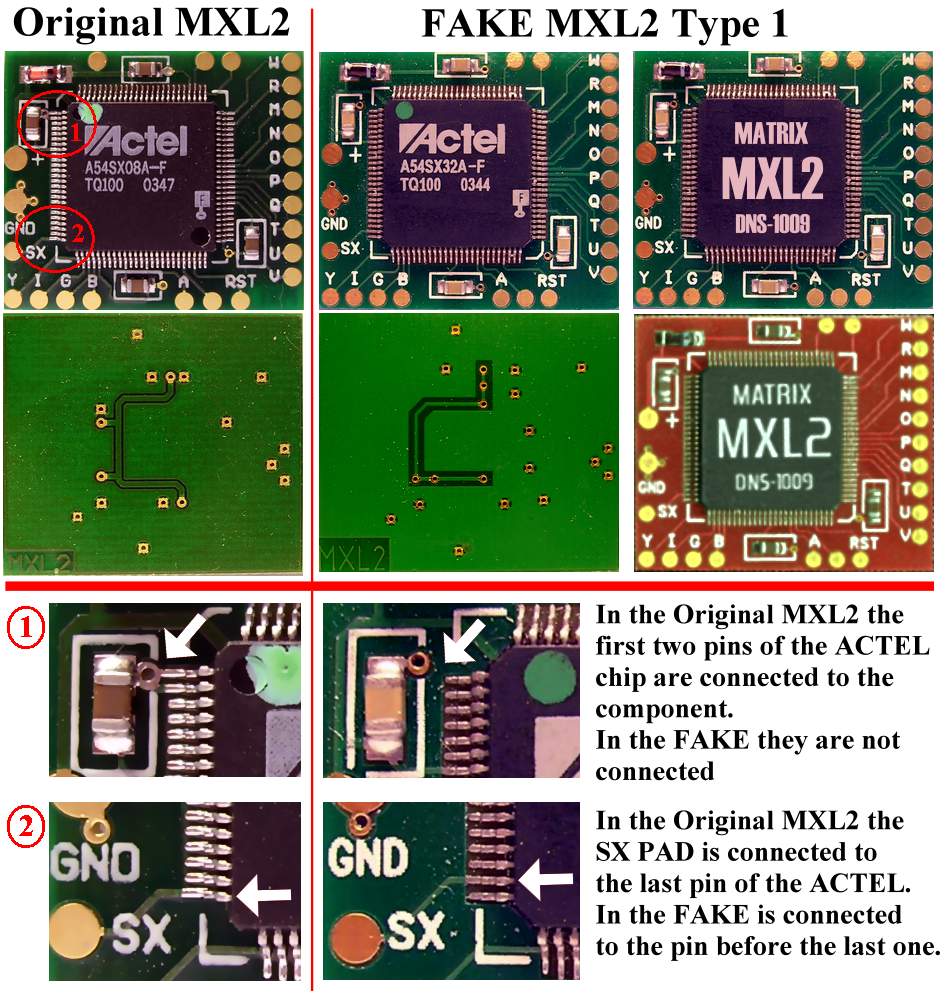 Original MXL2
FAKE MXL2 Type 1
1
Actel
A54SX08A-F
TQ100 0347
F
+
GND
2
SX
Y I G B A RST
W
R
M
N
O
P
Q
T
U
V
Actel
A54SX32A-F
TQ100 0344
F
+
GND
SX
Y I G B A RST
W
R
M
N
O
P
Q
T
U
V
MATRIX
MXL2
DNS-1009
+
GND
SX
Y I G B A RST
W
R
M
N
O
P
Q
T
U
V
MXL2
MXL2
MATRIX
MXL2
DNS-1009
+
GND
SX
Y I G B A RST
W
R
M
N
O
P
Q
T
U
V
1
In the Original MXL2 the
first two pins of the ACTEL
chip are connected to the
component.
In the FAKE they are not
connected
2
GND
SX
GND
SX
In the Original MXL2 the
SX PAD is connected to
the last pin of the ACTEL.
In the FAKE is connected
to the pin before the last one.